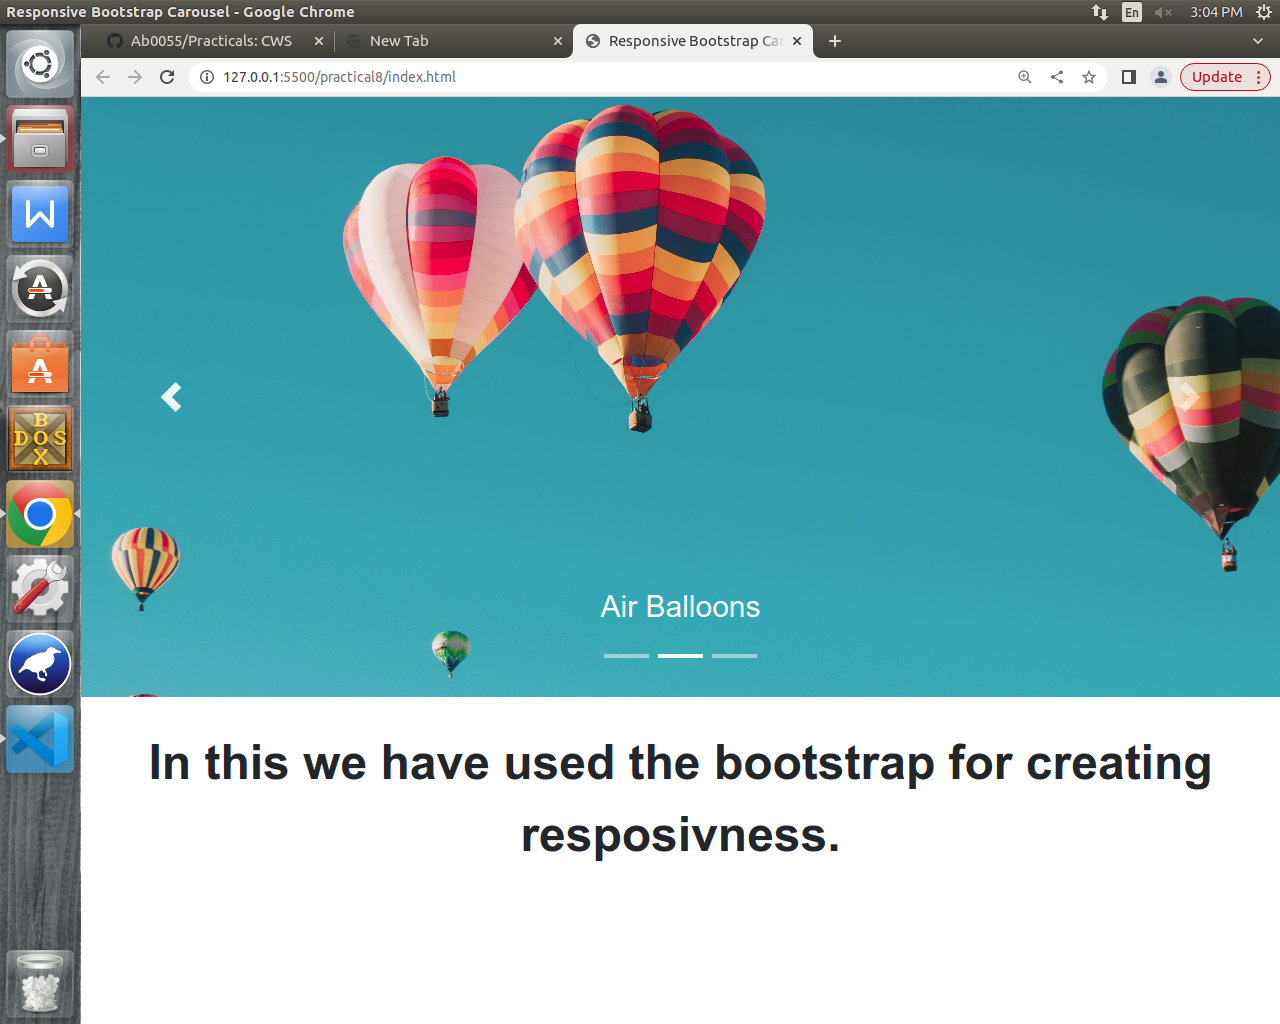 Responsive Bootstrap Carousel - Google Chrome
En
3:04 PM
Ab0055/Practicals: CWS
New Tab
Responsive Bootstrap Car
127.0.0.1:5500/practical8/index.html
Update
W
A
A
BO
DOS
X
Air Balloons
In this we have used the bootstrap for creating
resposivness.